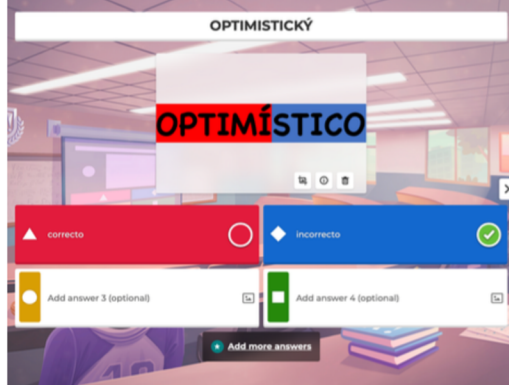 OPTIMISTICKÝ
OPTIMÍSTICO
correcto
incorrecto
Add answer 3 (optional)
Add answer 4 (optional)
Add more answers